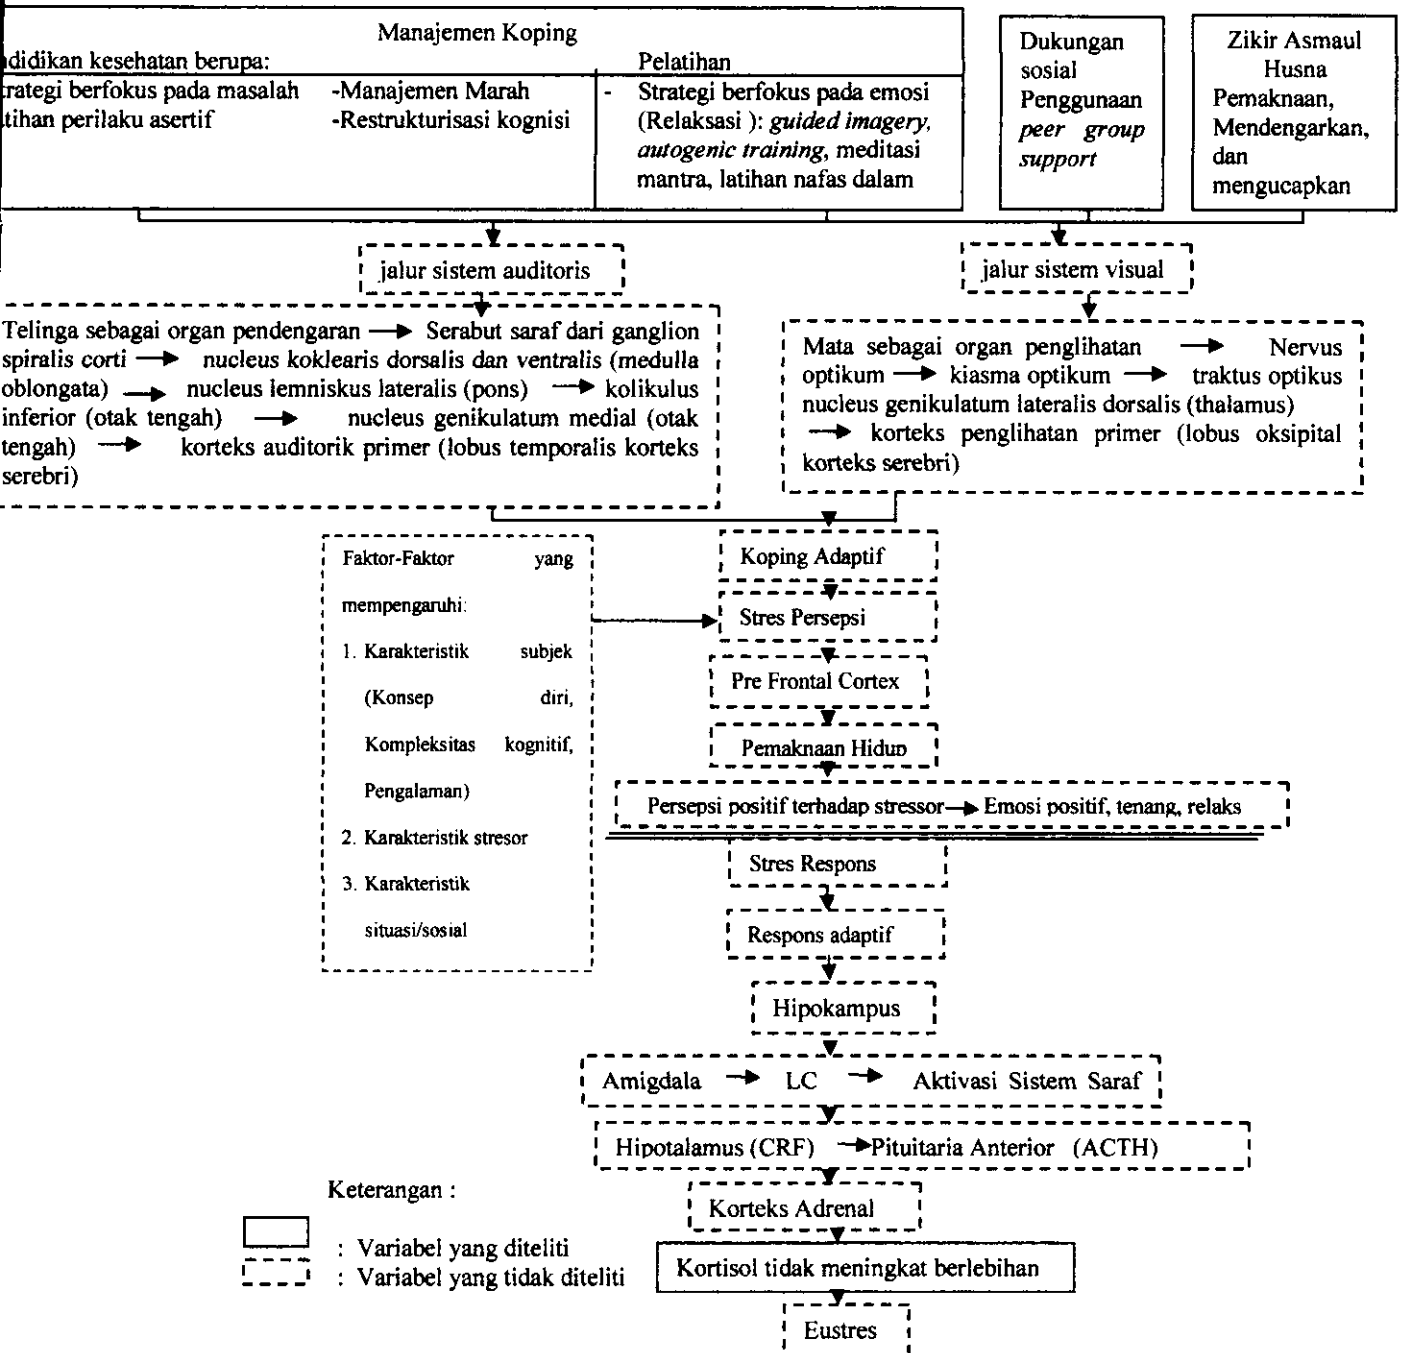 Manajemen Koping
kesehatan berupa:
Pelatihan
berfokus pada masalah
perilaku asertif
-Manajemen Marah
-Restrukturisasi kognisi
- Strategi berfokus pada emosi
(Relaksasi ): guided imagery,
autogenic training, meditasi
mantra, latihan nafas dalam
Dukungan
sosial
Penggunaan
peer group
support
Zikir Asmaul
Husna
Pemaknaan,
Mendengarkan,
dan
mengucapkan
jalur sistem auditoris
jalur sistem visual
Telinga sebagai organ pendengaran → Serabut saraf dari ganglion
spiralis corti → nucleus koklearis dorsalis dan ventralis (medulla
oblongata) → nucleus lemniskus lateralis (pons) → kolikulus
inferior (otak tengah) → nucleus genikulatum medial (otak
tengah) → korteks auditorik primer (lobus temporalis korteks
serebri)
Mata sebagai organ penglihatan → Nervus
optikum → kiasma optikum → traktus optikus
nucleus genikulatum lateralis dorsalis (thalamus)
→ korteks penglihatan primer (lobus oksipital
korteks serebri)
Faktor-Faktor yang
mempengaruhi:
1. Karakteristik subjek
(Konsep diri,
Kompleksitas kognitif,
Pengalaman)
2. Karakteristik stresor
3. Karakteristik
situasi/sosial
Koping Adaptif
Stres Persepsi
Pre Frontal Cortex
Pemaknaan Hidup
Persepsi positif terhadap stressor → Emosi positif, tenang, relaks
Stres Respons
Respons adaptif
Hipokampus
Amigdala → LC → Aktivasi Sistem Saraf
Hipotalamus (CRF) → Pituitaria Anterior (ACTH)
Korteks Adrenal
Kortisol tidak meningkat berlebihan
Eustres
Keterangan :
: Variabel yang diteliti
: Variabel yang tidak diteliti